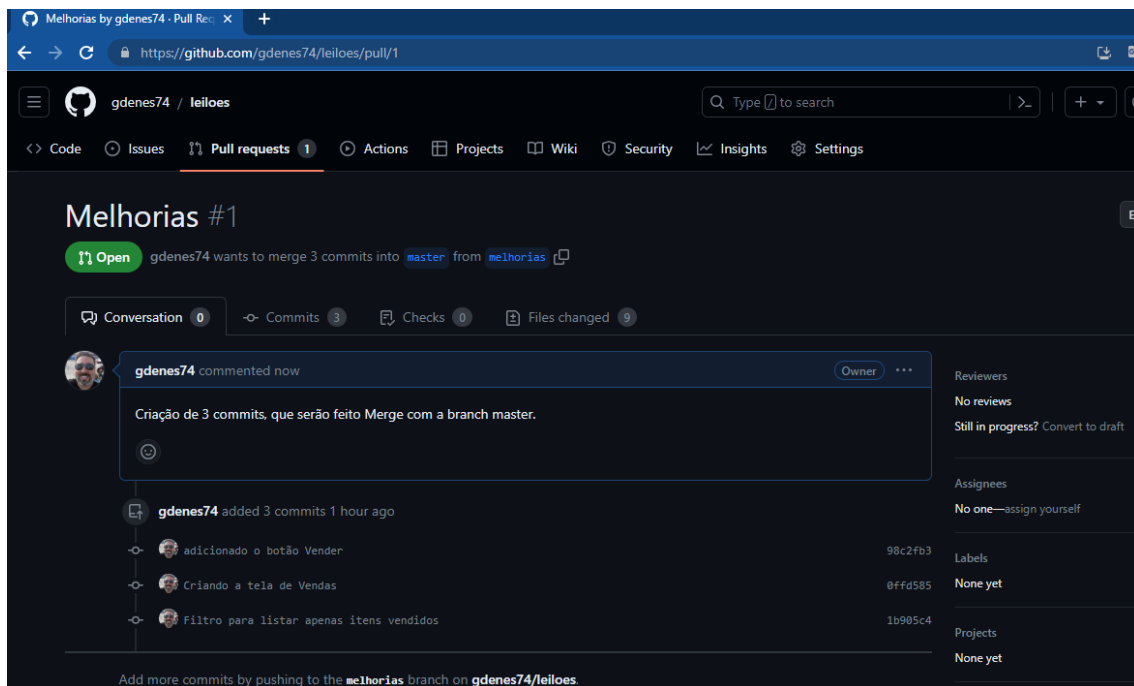 Melhorias by gdenes74 · Pull Req
https://github.com/gdenes74/leiloes/pull/1
gdenes74 / leiloes
Type / to search
Code Issues Pull requests 1 Actions Projects Wiki Security Insights Settings
Melhorias #1
Open gdenes74 wants to merge 3 commits into master from melhorias
Conversation 0 Commits 3 Checks 0 Files changed 9
gdenes74 commented now Owner
Criação de 3 commits, que serão feito Merge com a branch master.
gdenes74 added 3 commits 1 hour ago
adicionado o botão Vender 98c2fb3
Criando a tela de Vendas 0ffd585
Filtro para listar apenas itens vendidos 1b905c4
Add more commits by pushing to the melhorias branch on gdenes74/leiloes.
Reviewers
No reviews
Still in progress? Convert to draft
Assignees
No one—assign yourself
Labels
None yet
Projects
None yet